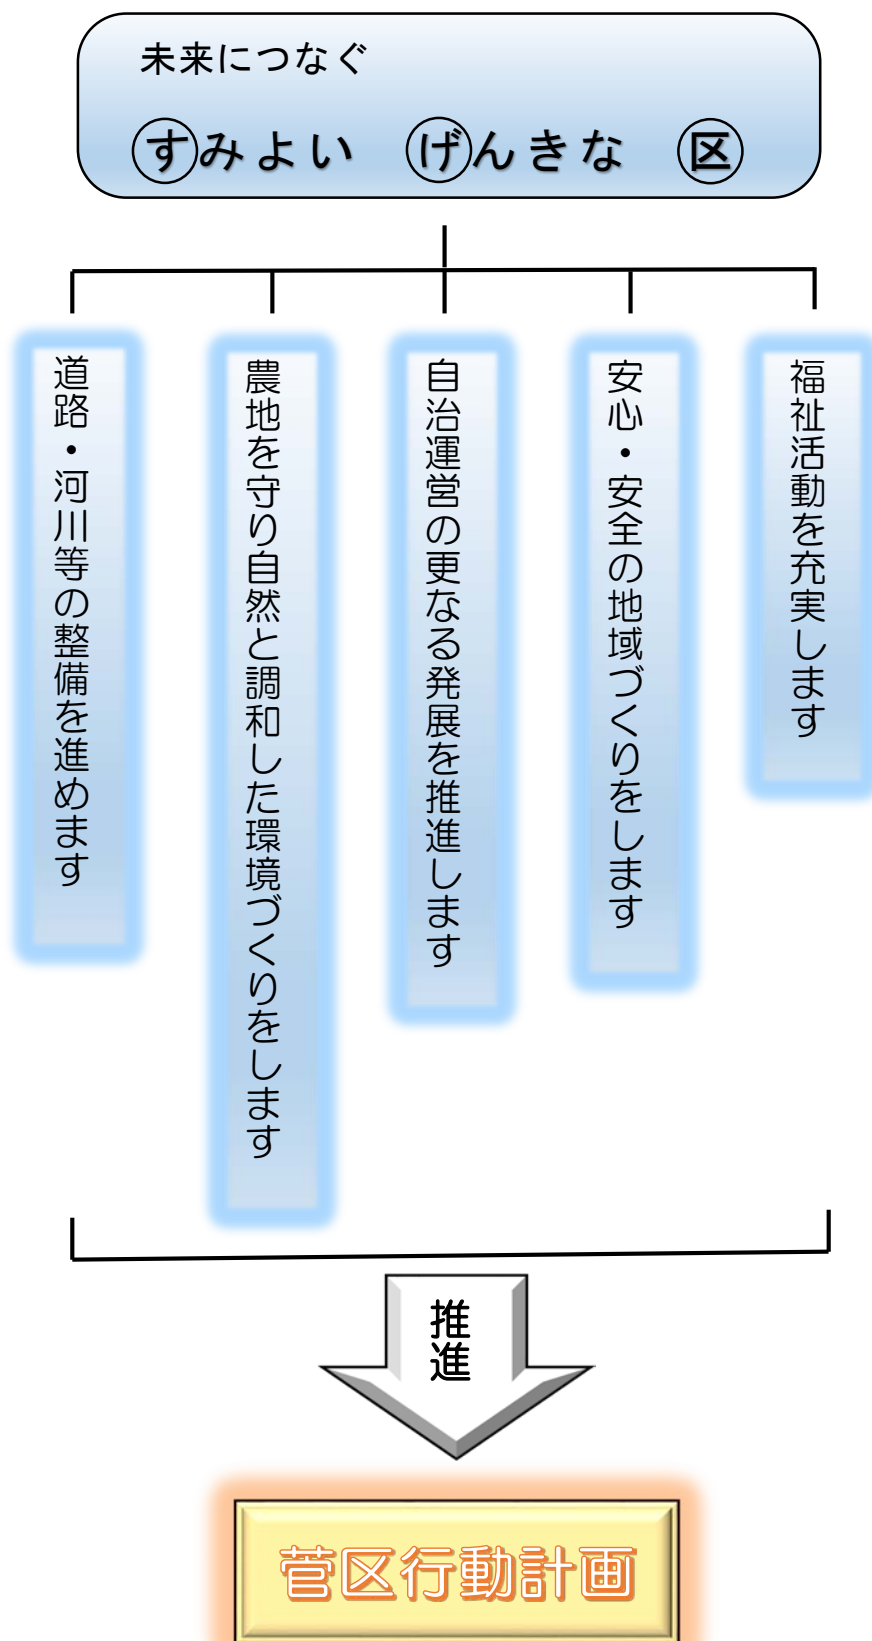 未来につなぐ
すみよい げんきな 区
福祉活動を充実します
安心・安全の地域づくりをします
自治運営の更なる発展を推進します
農地を守り自然と調和した環境づくりをします
道路・河川等の整備を進めます
推進
菅区行動計画